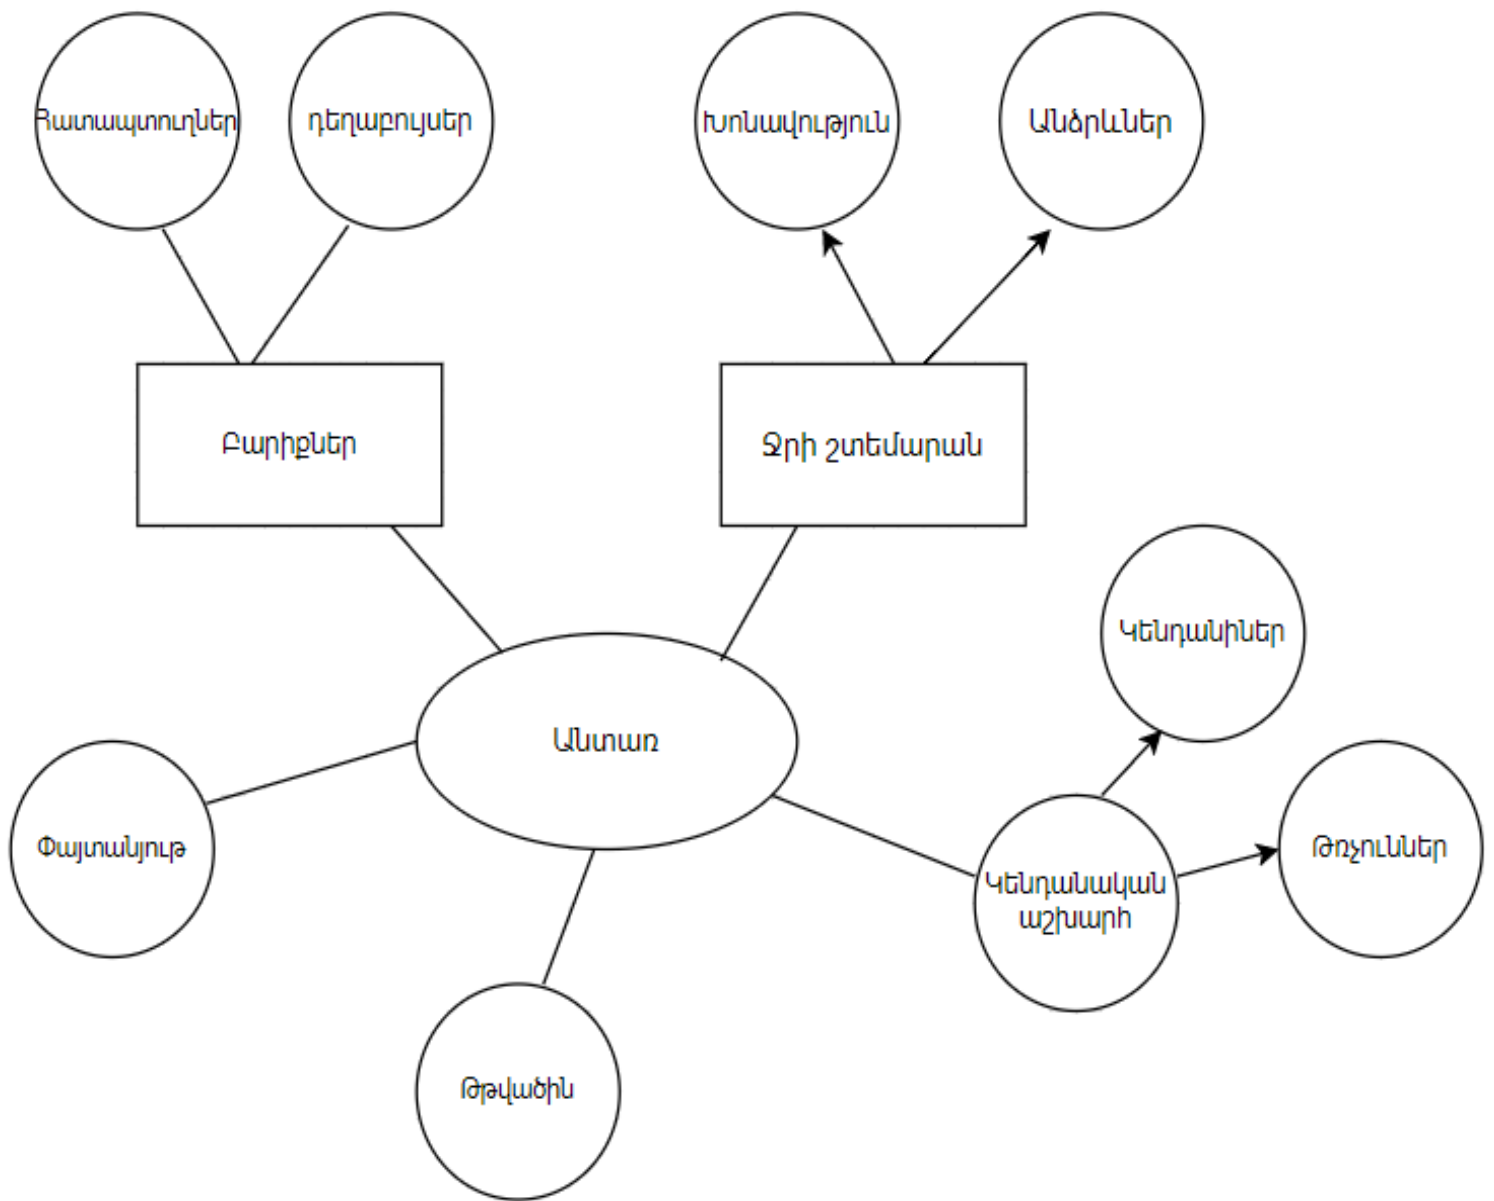 Հատապտուղներ
դեղաբույսեր
Խոնավություն
Անձրևներ
Բարիքներ
Ջրի շտեմարան
Կենդանիներ
Անտառ
Փայտանյութ
Թռչուններ
Կենդանական
աշխարհ
Թթվածին